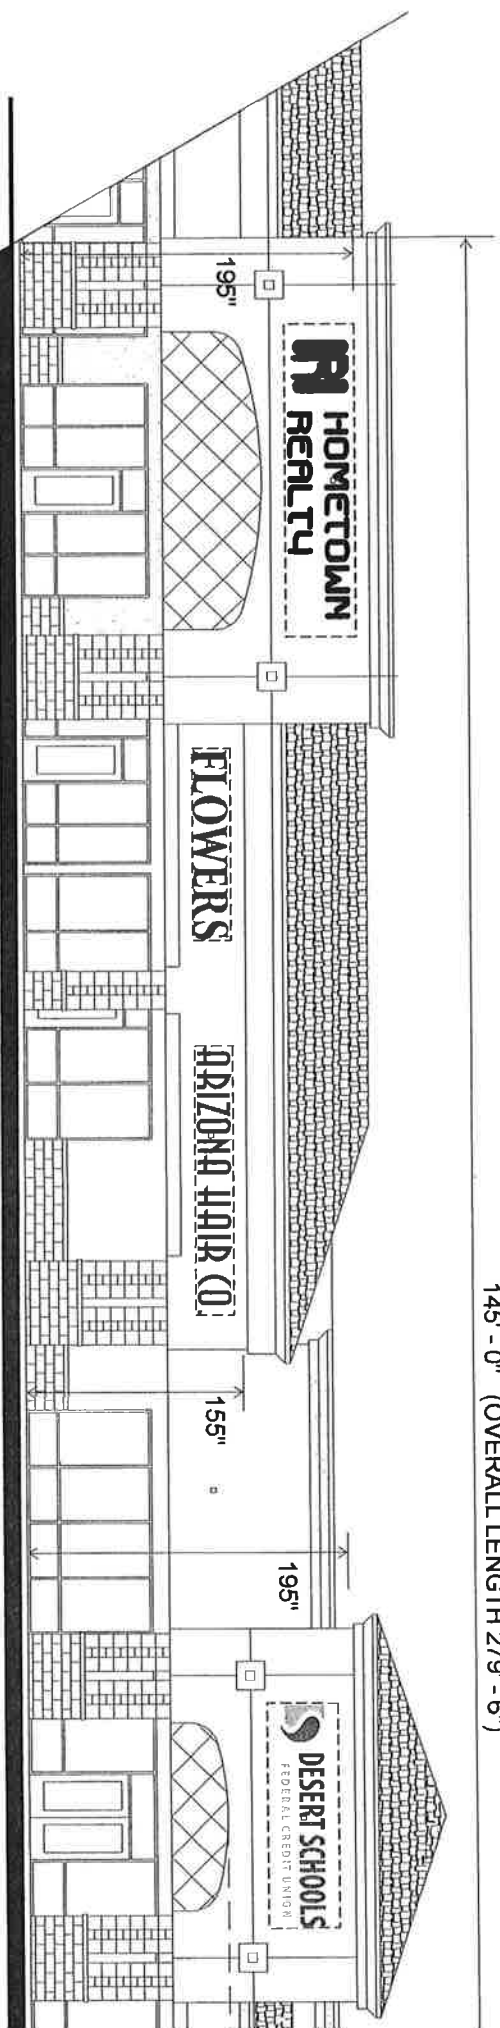 145' - 0" (OVERALL LENGTH 279' - 6")
195"
HOMETOWN
REALTY
FLOWERS
ARIZONA HAIR CO.
155"
195"
DESERT SCHOOLS
FEDERAL CREDIT UNION